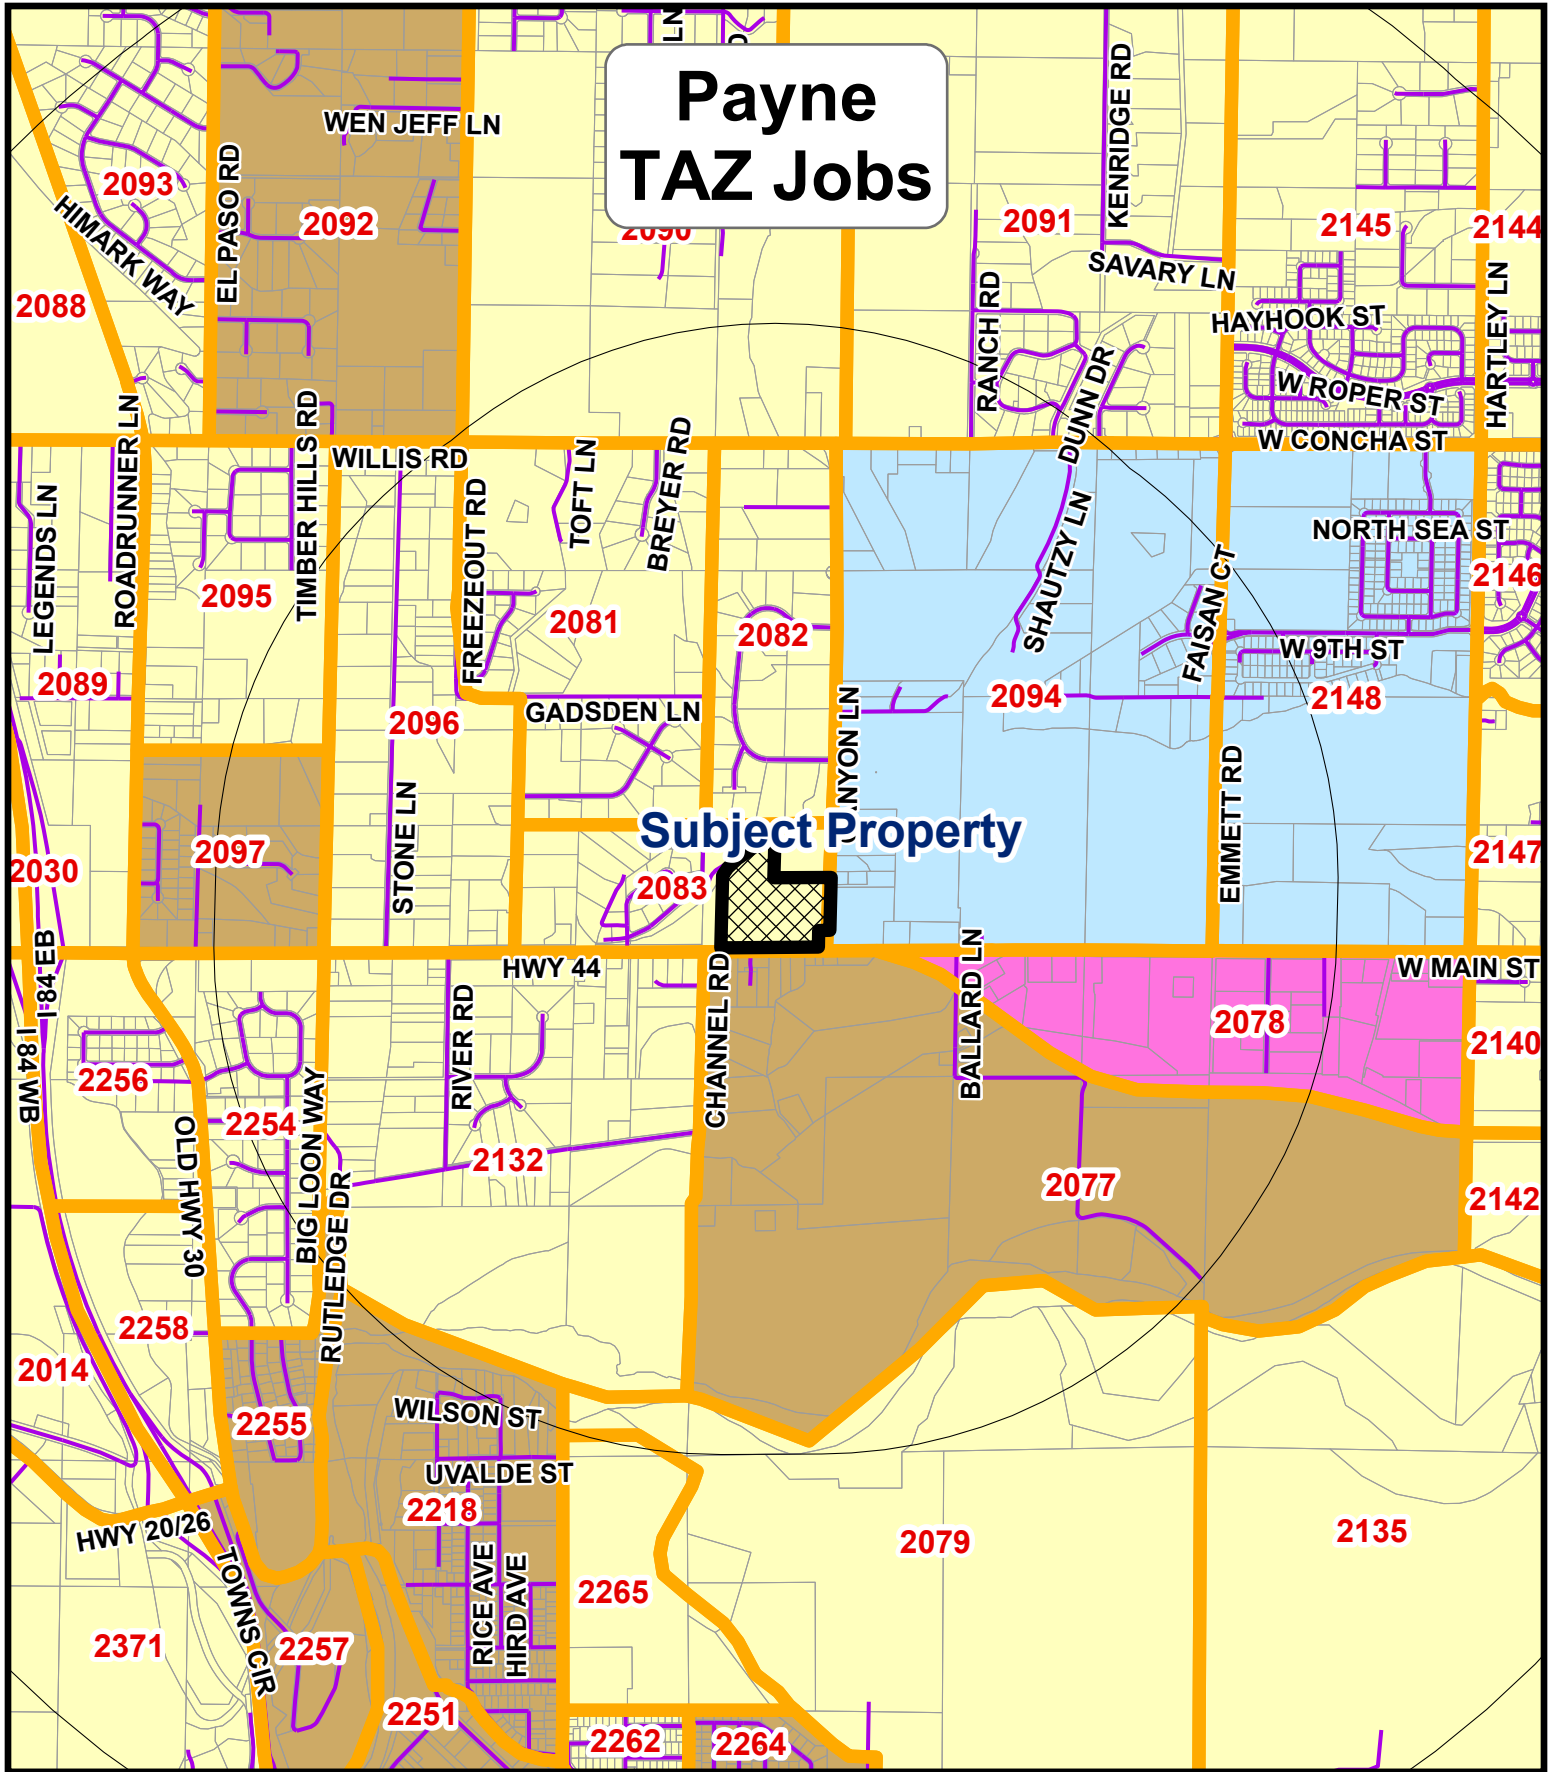 Payne
TAZ Jobs
LN
KENRIDGE RD
WEN JEFF LN
2093
EL PASO RD
2092
HIMARK WAY
2090
2091
2145
2144
2088
SAVARY LN
HAYHOOK ST
RANCH RD
HARTLEY LN
DUNN DR
W ROPER ST
W CONCHA ST
ROADRUNNER LN
TIMBER HILLS RD
WILLIS RD
FREEZEOUT RD
TOFT LN
BREYER RD
LEGENDS LN
NORTH SEA ST
SHAUTZY LN
FAISAN CT
2146
2095
2081
2082
W 9TH ST
2089
2094
2148
2096
GADSDEN LN
ANYON LN
EMMETT RD
STONE LN
Subject Property
2097
2030
2083
2147
I 84 EB
HWY 44
CHANNEL RD
BALLARD LN
W MAIN ST
RIVER RD
2078
2140
I 84 WB
2256
2254
BIG LOON WAY
OLD HWY 30
2132
2077
2142
RUTLEDGE DR
2258
2014
2255
WILSON ST
UVALDE ST
2218
HWY 20/26
2079
2135
TOWNS CIR
RICE AVE
HIRD AVE
2265
2371
2257
2251
2262
2264